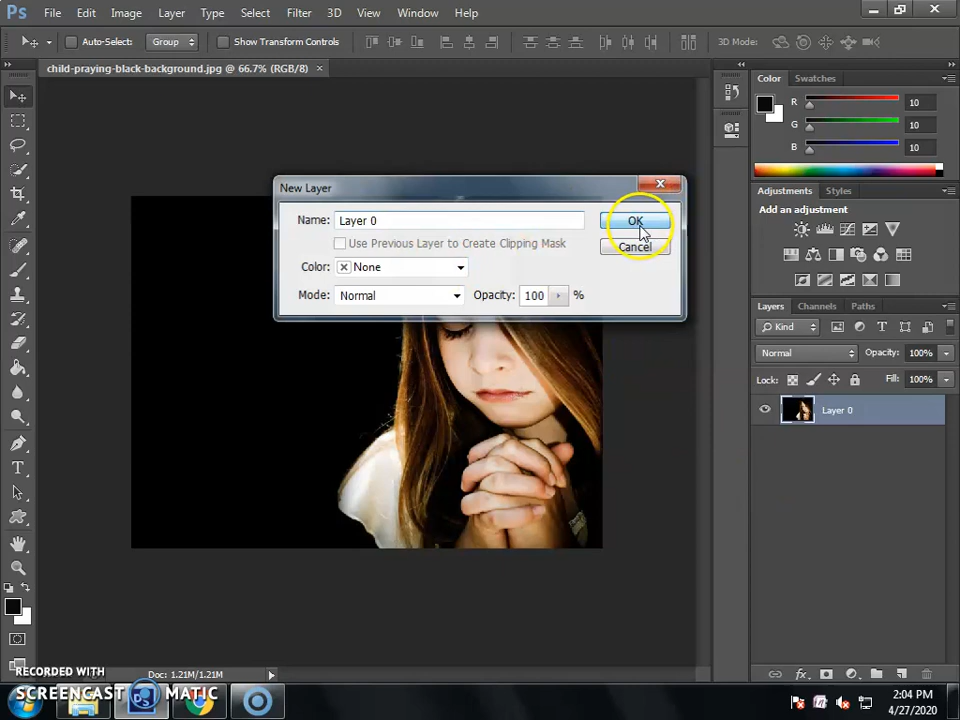 Ps File Edit Image Layer Type Select Filter 3D View Window Help
Auto-Select: Group Show Transform Controls 3D Mode:
child-praying-black-background.jpg @ 66.7% (RGB/8) ×
Color Swatches
R 10
G 10
B 10
Adjustments Styles
Add an adjustment
New Layer
Name: Layer 0 OK
Use Previous Layer to Create Clipping Mask Cancel
Color: None
Mode: Normal Opacity: 100 %
Layers Channels Paths
Kind
Normal Opacity: 100%
Lock: Fill: 100%
Layer 0
Doc: 1.21M/1.21M
RECORDED WITH
SCREENCAST MATIC
2:04 PM
4/27/2020